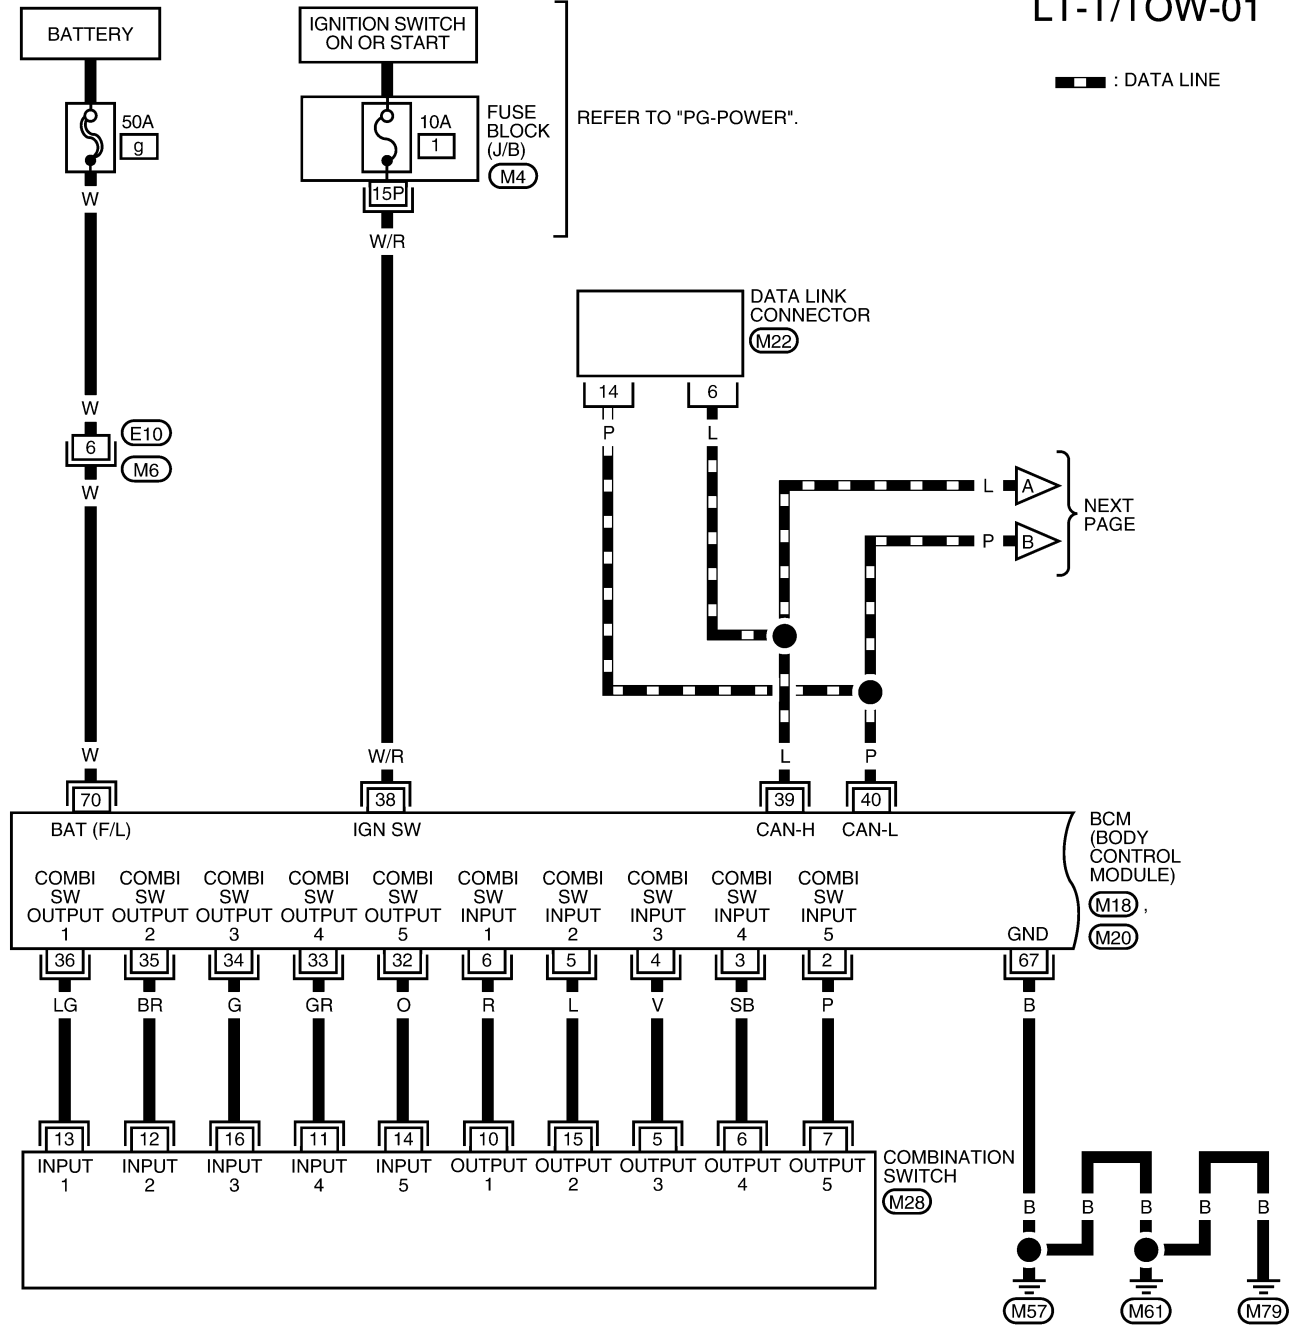 LT-T/TOW-01
BATTERY
IGNITION SWITCH
ON OR START
: DATA LINE
50A
g
10A
1
FUSE
BLOCK
(J/B)
M4
REFER TO "PG-POWER".
15P
W
W/R
DATA LINK
CONNECTOR
M22
14
6
W
P
L
E10
6
M6
W
L
A
P
B
NEXT
PAGE
W
W/R
L
P
70
38
39
40
BAT (F/L)
IGN SW
CAN-H
CAN-L
BCM
(BODY
CONTROL
MODULE)
M18 ,
M20
COMBI
SW
OUTPUT
1
COMBI
SW
OUTPUT
2
COMBI
SW
OUTPUT
3
COMBI
SW
OUTPUT
4
COMBI
SW
OUTPUT
5
COMBI
SW
INPUT
1
COMBI
SW
INPUT
2
COMBI
SW
INPUT
3
COMBI
SW
INPUT
4
COMBI
SW
INPUT
5
GND
36
35
34
33
32
6
5
4
3
2
67
LG
BR
G
GR
O
R
L
V
SB
P
B
13
12
16
11
14
10
15
5
6
7
INPUT
1
INPUT
2
INPUT
3
INPUT
4
INPUT
5
OUTPUT
1
OUTPUT
2
OUTPUT
3
OUTPUT
4
OUTPUT
5
COMBINATION
SWITCH
M28
B
B
B
B
B
M57
M61
M79